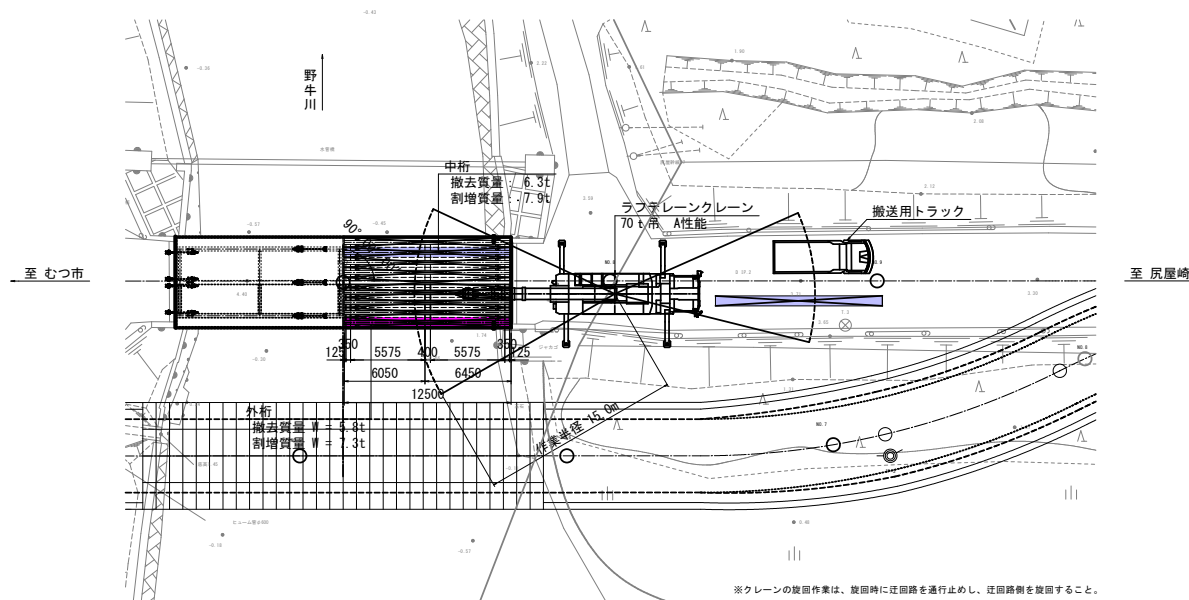 野牛川
中桁
撤去質量 : 6.3t
割増質量 : 7.9t
ラフテレーンクレーン
70t吊 A性能
搬送用トラック
至 むつ市
至 尻屋崎
90°
350
350
125 5575 400 5575 125
6050 6450
12500
外桁
撤去質量 W = 5.8t
割増質量 W = 7.3t
作業半径 15.0m
NO.7
NO.8
※クレーンの旋回作業は、旋回時に迂回路を通行止めし、迂回路側を旋回すること。